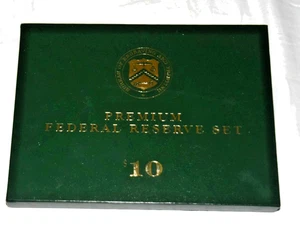 PREMIUM
FEDERAL RESERVE SET
$10